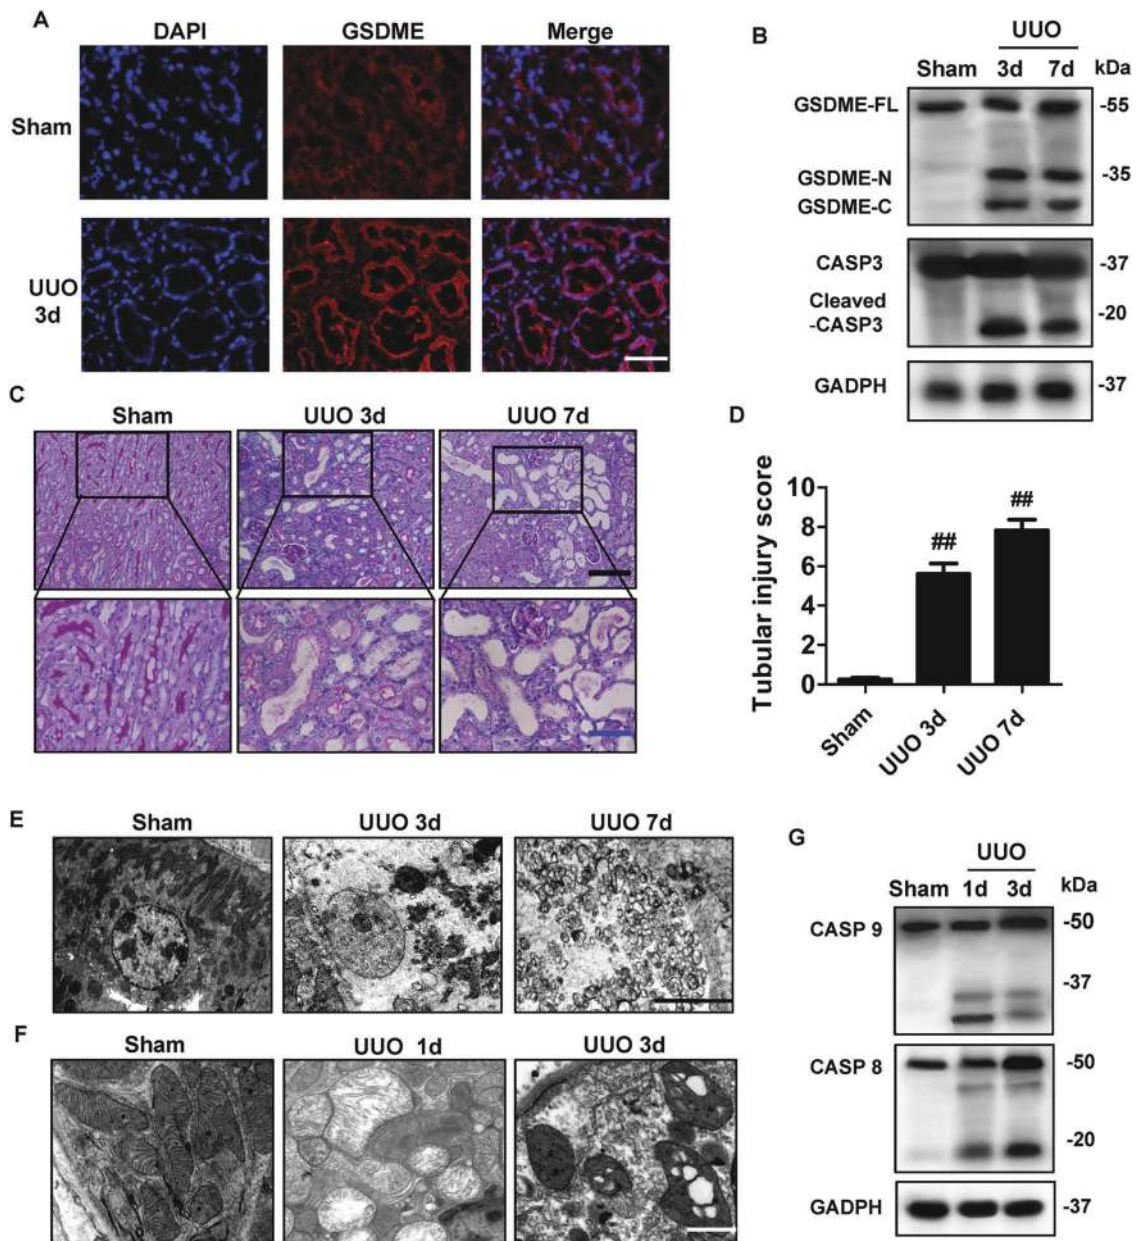 A
DAPI GSDME Merge
Sham
UUO
3d
B
UUO
Sham 3d 7d kDa
GSDME-FL -55
GSDME-N -35
GSDME-C
CASP3 -37
Cleaved
-CASP3 -20
GADPH -37
C
Sham UUO 3d UUO 7d
D
Tubular injury score
10
8
6
4
2
0
##
##
Sham
UUO 3d
UUO 7d
E
Sham UUO 3d UUO 7d
F
Sham UUO 1d UUO 3d
G
UUO
Sham 1d 3d kDa
CASP 9 -50
-37
CASP 8 -50
-20
GADPH -37